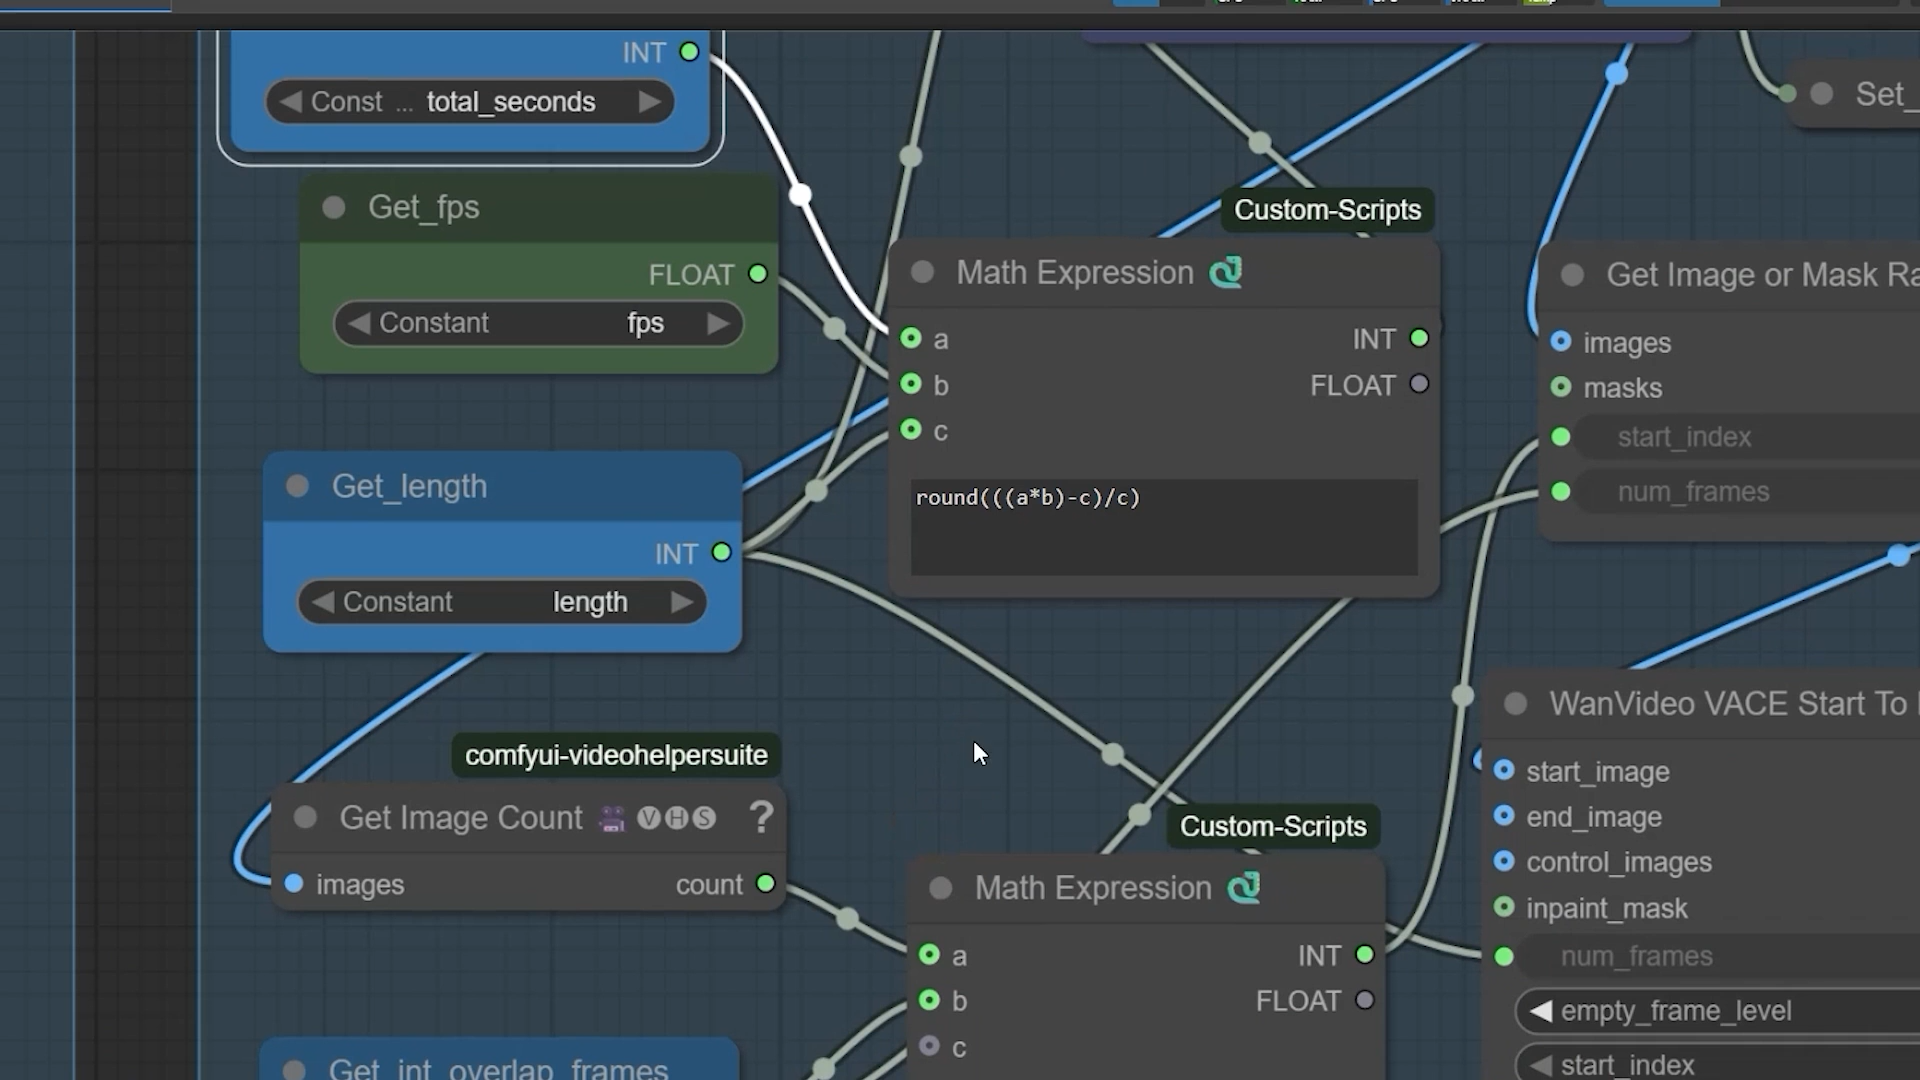 INT
Const ... total_seconds
Set_
Get_fps
Custom-Scripts
FLOAT
Math Expression
Get Image or Mask Ra
Constant fps
a INT
images
b FLOAT
masks
c
start_index
Get_length
round(((a*b)-c)/c)
num_frames
INT
Constant length
WanVideo VACE Start To
comfyui-videohelpersuite
start_image
Get Image Count VHS ?
Custom-Scripts
end_image
control_images
images count
Math Expression
inpaint_mask
a INT
num_frames
b FLOAT
empty_frame_level
c
Get_int_overlap_frames
start_index